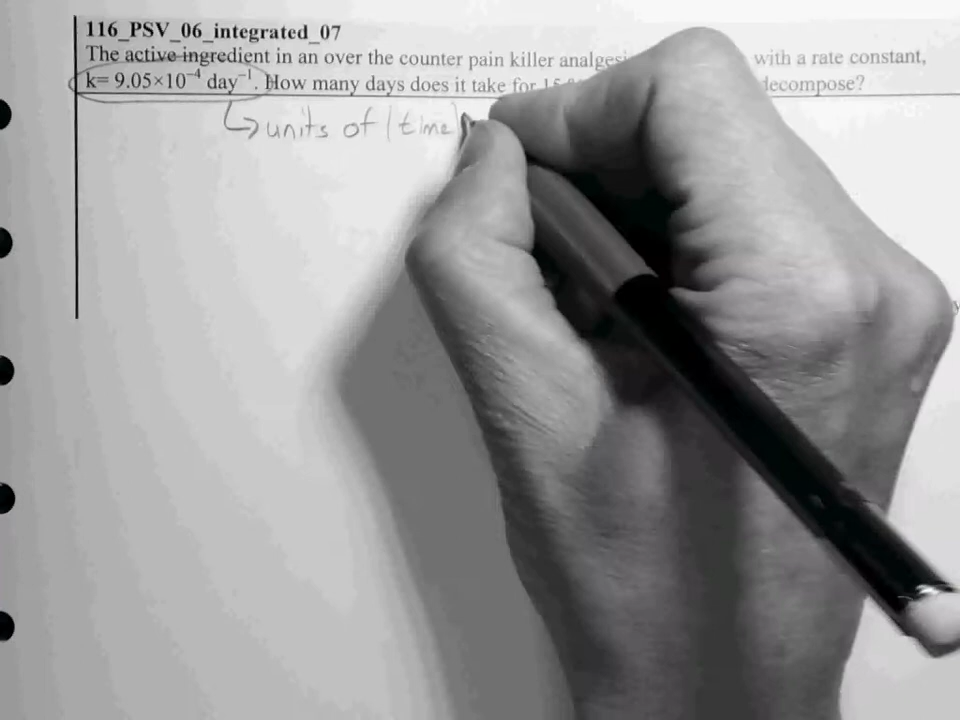 116_PSV_06_integrated_07
The active ingredient in an over the counter pain killer with a rate constant,
k= 9.05×10⁻⁴ day⁻¹. How many days does it take for decompose?
↳ units of (time)